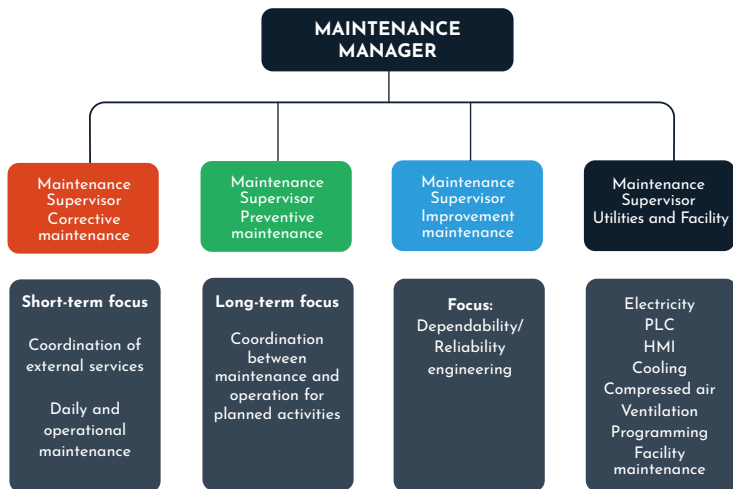 MAINTENANCE
MANAGER
Maintenance
Supervisor
Corrective
maintenance
Maintenance
Supervisor
Preventive
maintenance
Maintenance
Supervisor
Improvement
maintenance
Maintenance
Supervisor
Utilities and Facility
Short-term focus
Coordination of
external services
Daily and
operational
maintenance
Long-term focus
Coordination
between
maintenance and
operation for
planned activities
Focus:
Dependability/
Reliability
engineering
Electricity
PLC
HMI
Cooling
Compressed air
Ventilation
Programming
Facility
maintenance